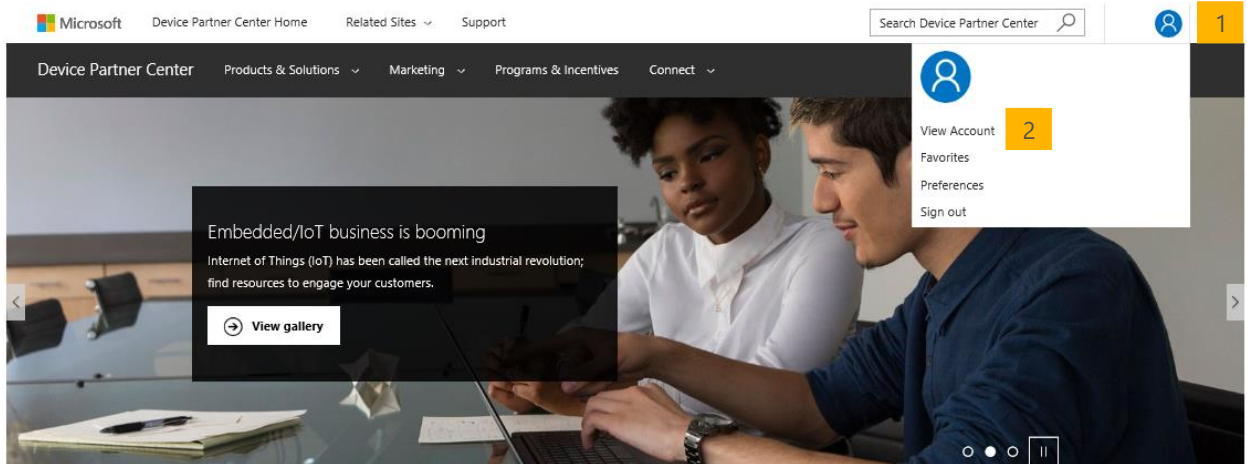 Microsoft Device Partner Center Home Related Sites Support Search Device Partner Center 1
Device Partner Center Products & Solutions Marketing Programs & Incentives Connect
View Account 2
Favorites
Preferences
Sign out
Embedded/IoT business is booming
Internet of Things (IoT) has been called the next industrial revolution;
find resources to engage your customers.
View gallery